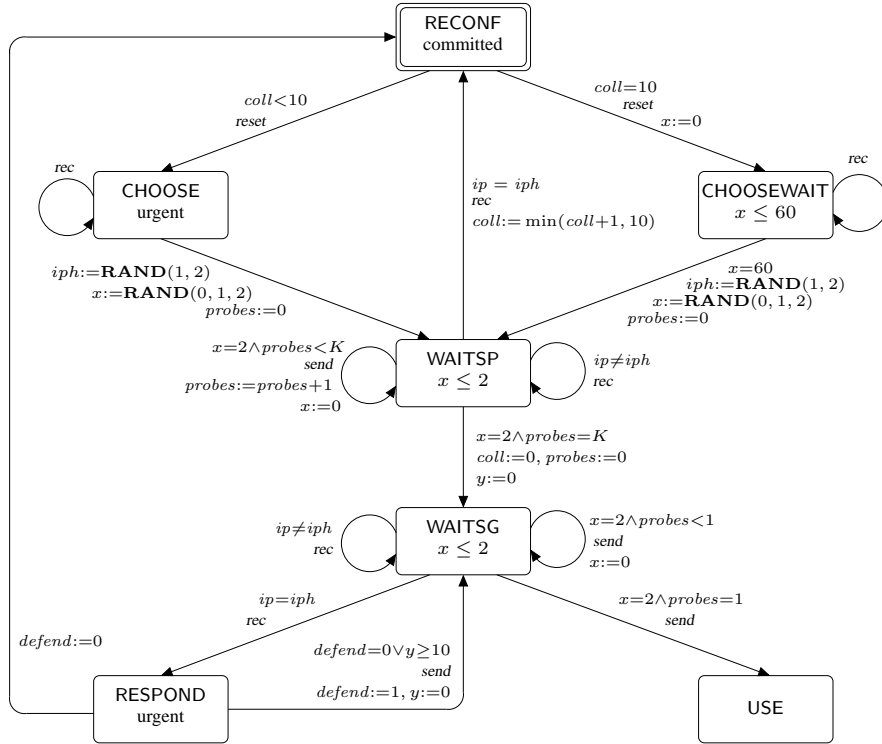 RECONF
committed
coll<10
reset
coll=10
reset
x:=0
rec
CHOOSE
urgent
ip = iph
rec
coll:= min(coll+1, 10)
CHOOSEWAIT
x ≤ 60
rec
iph:=RAND(1, 2)
x:=RAND(0, 1, 2)
probes:=0
x=60
iph:=RAND(1, 2)
x:=RAND(0, 1, 2)
probes:=0
x=2∧probes<K
send
probes:=probes+1
x:=0
WAITSP
x ≤ 2
ip≠iph
rec
x=2∧probes=K
coll:=0, probes:=0
y:=0
ip≠iph
rec
WAITSG
x ≤ 2
x=2∧probes<1
send
x:=0
ip=iph
rec
x=2∧probes=1
send
defend:=0
defend=0∨y≥10
send
defend:=1, y:=0
RESPOND
urgent
USE